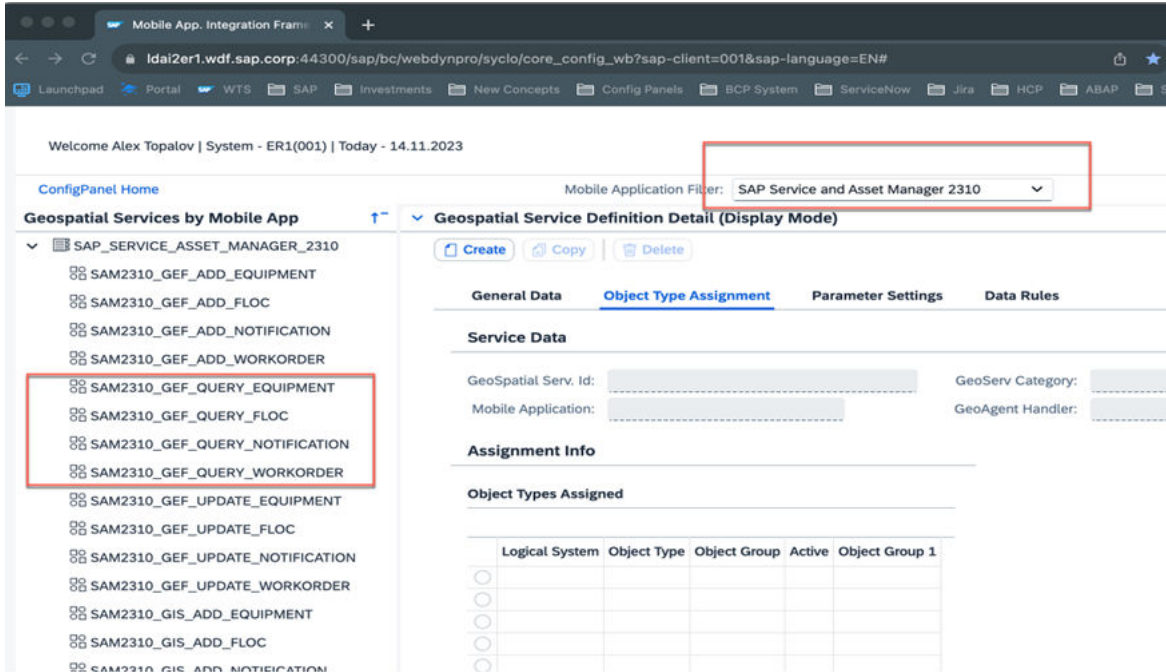 Mobile App. Integration Frame
ldai2er1.wdf.sap.corp:44300/sap/bc/webdynpro/syclo/core_config_wb?sap-client=001&sap-language=EN#
Launchpad Portal WTS SAP Investments New Concepts Config Panels BCP System ServiceNow Jira HCP ABAP
Welcome Alex Topalov | System - ER1(001) | Today - 14.11.2023
ConfigPanel Home
Mobile Application Filter: SAP Service and Asset Manager 2310
Geospatial Services by Mobile App
SAP_SERVICE_ASSET_MANAGER_2310
SAM2310_GEF_ADD_EQUIPMENT
SAM2310_GEF_ADD_FLOC
SAM2310_GEF_ADD_NOTIFICATION
SAM2310_GEF_ADD_WORKORDER
SAM2310_GEF_QUERY_EQUIPMENT
SAM2310_GEF_QUERY_FLOC
SAM2310_GEF_QUERY_NOTIFICATION
SAM2310_GEF_QUERY_WORKORDER
SAM2310_GEF_UPDATE_EQUIPMENT
SAM2310_GEF_UPDATE_FLOC
SAM2310_GEF_UPDATE_NOTIFICATION
SAM2310_GEF_UPDATE_WORKORDER
SAM2310_GIS_ADD_EQUIPMENT
SAM2310_GIS_ADD_FLOC
SAM2310_GIS_ADD_NOTIFICATION
Geospatial Service Definition Detail (Display Mode)
Create Copy Delete
General Data Object Type Assignment Parameter Settings Data Rules
Service Data
GeoSpatial Serv. Id: GeoServ Category:
Mobile Application: GeoAgent Handler:
Assignment Info
Object Types Assigned
Logical System Object Type Object Group Active Object Group 1